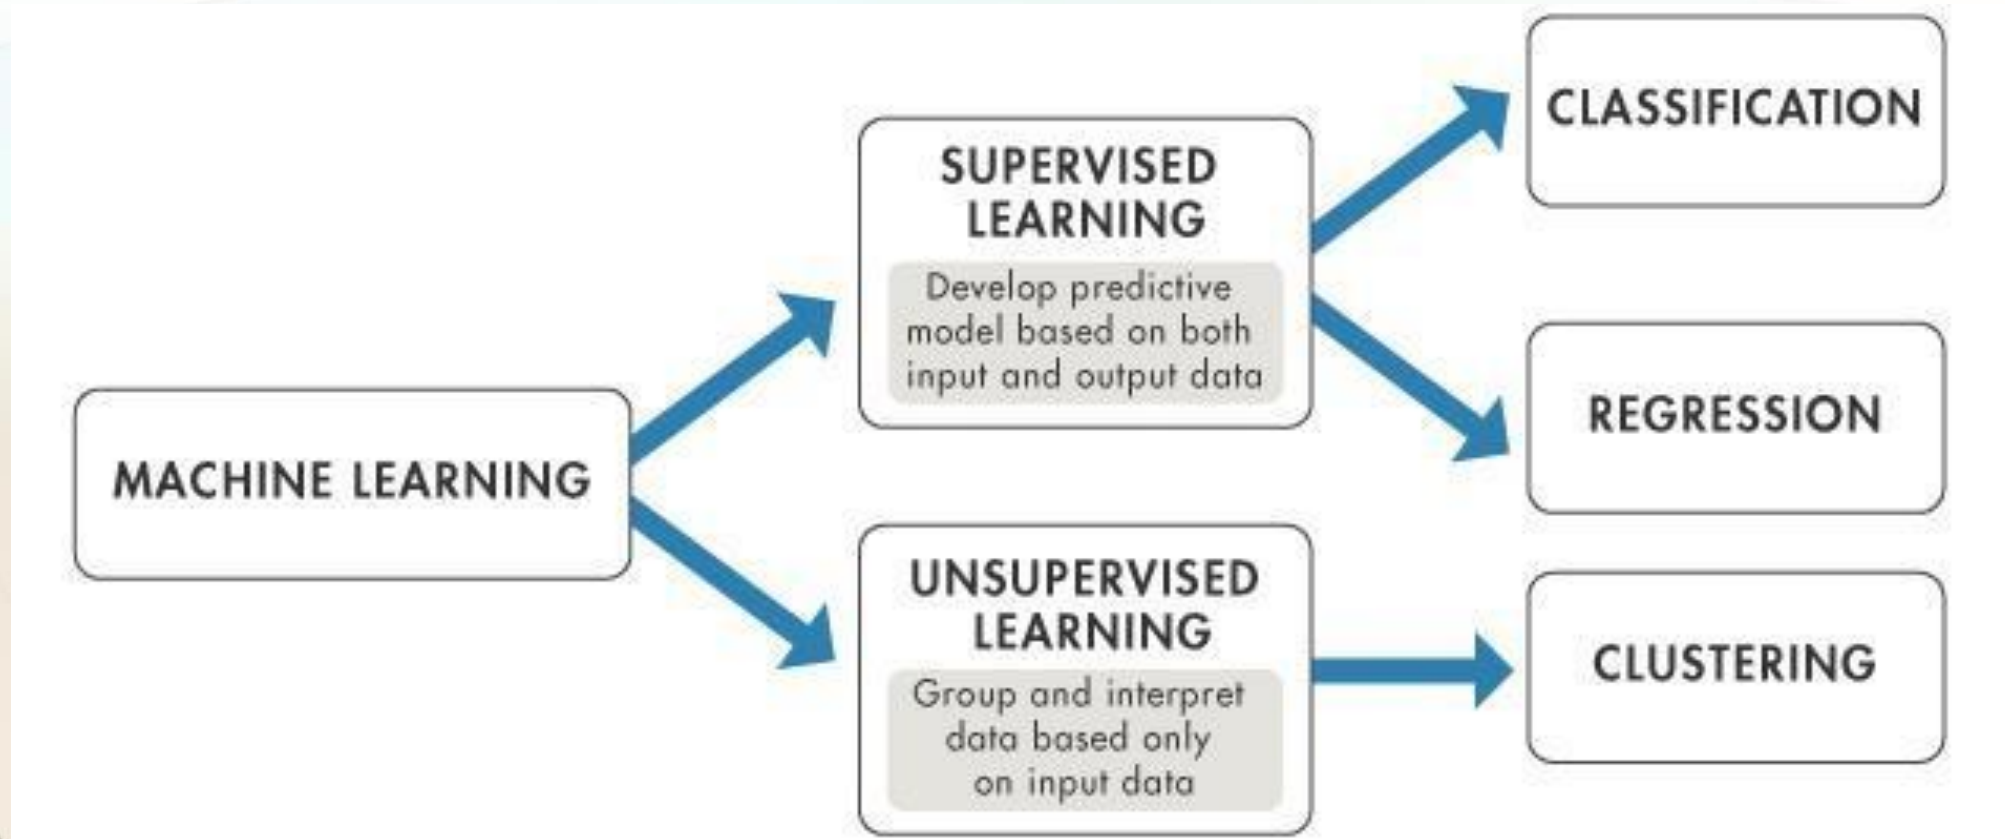 MACHINE LEARNING
SUPERVISED
LEARNING
Develop predictive
model based on both
input and output data
UNSUPERVISED
LEARNING
Group and interpret
data based only
on input data
CLASSIFICATION
REGRESSION
CLUSTERING